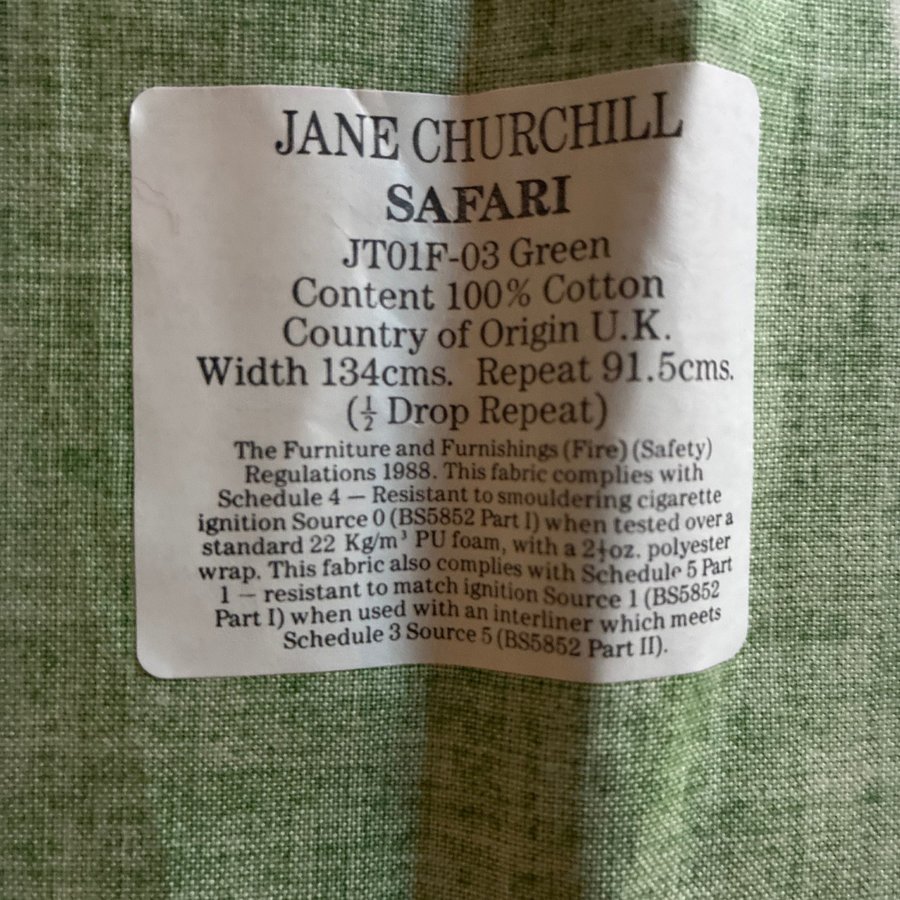 JANE CHURCHILL
SAFARI
JT01F-03 Green
Content 100% Cotton
Country of Origin U.K.
Width 134cms. Repeat 91.5cms.
(½ Drop Repeat)
The Furniture and Furnishings (Fire) (Safety)
Regulations 1988. This fabric complies with
Schedule 4 — Resistant to smouldering cigarette
ignition Source 0 (BS5852 Part I) when tested over a
standard 22 Kg/m³ PU foam, with a 2½oz. polyester
wrap. This fabric also complies with Schedule 5 Part
1 — resistant to match ignition Source 1 (BS5852
Part I) when used with an interliner which meets
Schedule 3 Source 5 (BS5852 Part II).